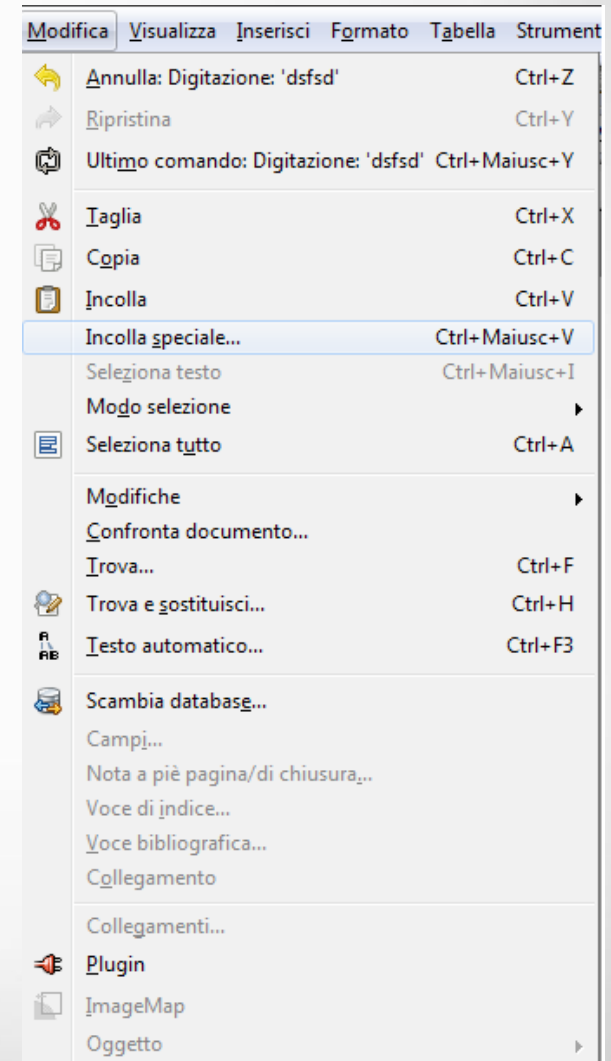 Modifica Visualizza Inserisci Formato Tabella Strument
Annulla: Digitazione: 'dsfsd' Ctrl+Z
Ripristina Ctrl+Y
Ultimo comando: Digitazione: 'dsfsd' Ctrl+Maiusc+Y
Taglia Ctrl+X
Copia Ctrl+C
Incolla Ctrl+V
Incolla speciale... Ctrl+Maiusc+V
Seleziona testo Ctrl+Maiusc+I
Modo selezione
Seleziona tutto Ctrl+A
Modifiche
Confronta documento...
Trova... Ctrl+F
Trova e sostituisci... Ctrl+H
Testo automatico... Ctrl+F3
Scambia database...
Campi...
Nota a piè pagina/di chiusura...
Voce di indice...
Voce bibliografica...
Collegamento
Collegamenti...
Plugin
ImageMap
Oggetto